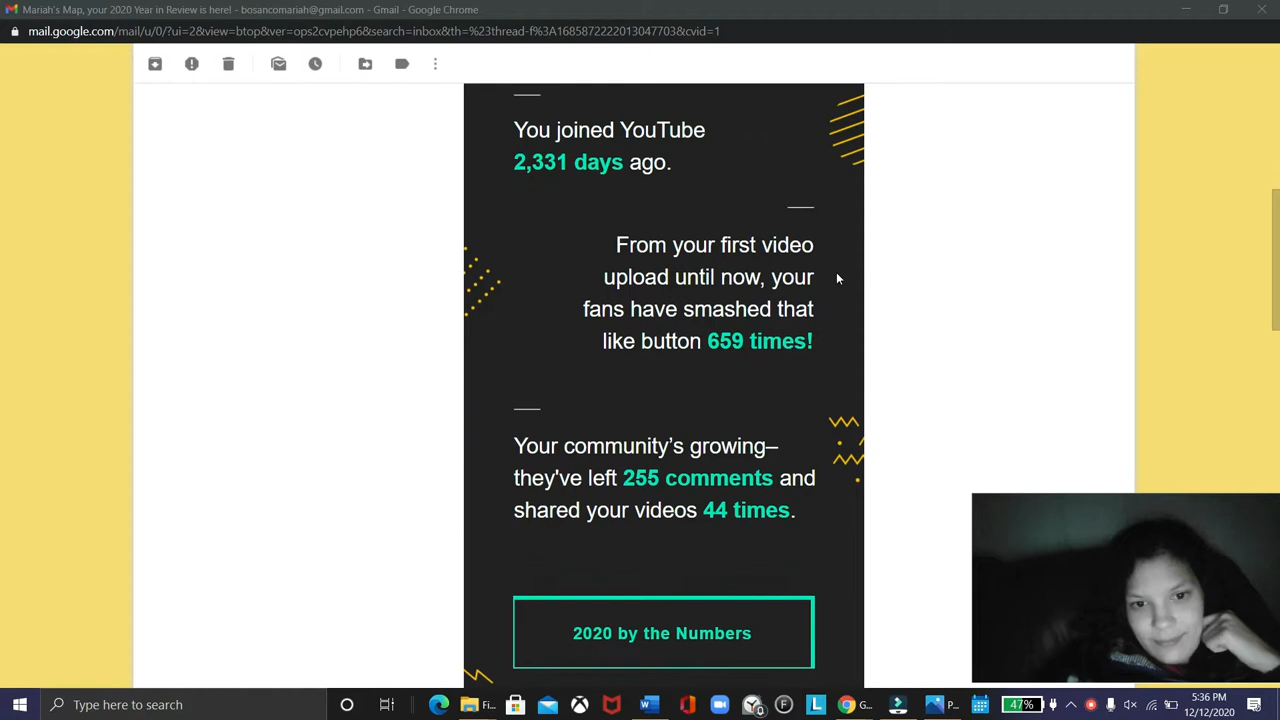 Mariah's Map, your 2020 Year in Review is here! - bosancomariah@gmail.com - Gmail - Google Chrome
mail.google.com/mail/u/0/?ui=2&view=btop&ver=ops2cvpehp6&search=inbox&th=%23thread-f%3A168587222013047703&cvid=1
You joined YouTube
2,331 days ago.
From your first video
upload until now, your
fans have smashed that
like button 659 times!
Your community's growing–
they've left 255 comments and
shared your videos 44 times.
2020 by the Numbers
Type here to search
Fi...
G...
P...
47%
5:36 PM
12/12/2020